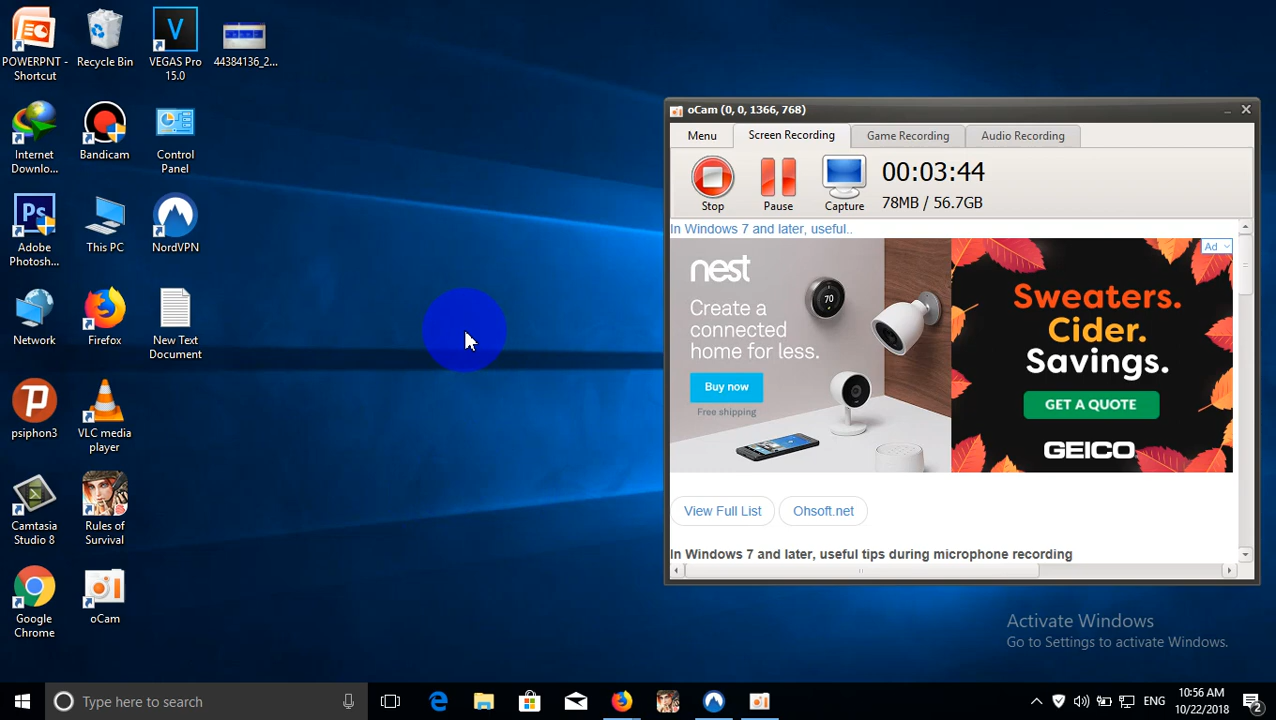 POWERPNT -
Shortcut
Recycle Bin
VEGAS Pro
15.0
44384136_2...
Internet
Downlo...
Bandicam
Control
Panel
Ps
Adobe
Photosh...
This PC
NordVPN
Network
Firefox
New Text
Document
psiphon3
VLC media
player
Camtasia
Studio 8
Rules of
Survival
Google
Chrome
oCam
oCam (0, 0, 1366, 768)
Menu
Screen Recording
Game Recording
Audio Recording
Stop
Pause
Capture
00:03:44
78MB / 56.7GB
In Windows 7 and later, useful..
nest
Create a
connected
home for less.
Buy now
Free shipping
70
Ad
Sweaters.
Cider.
Savings.
GET A QUOTE
GEICO
View Full List
Ohsoft.net
In Windows 7 and later, useful tips during microphone recording
Activate Windows
Go to Settings to activate Windows.
Type here to search
ENG
10:56 AM
10/22/2018
2